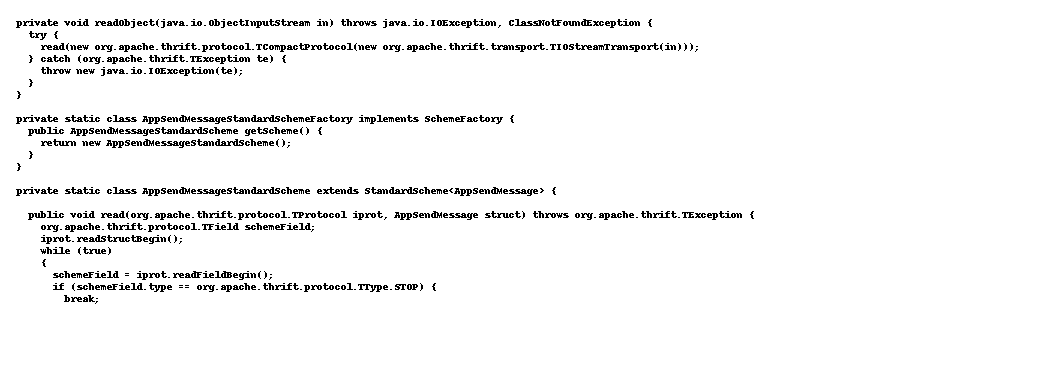 private void readObject(java.io.ObjectInputStream in) throws java.io.IOException, ClassNotFoundException {
  try {
    read(new org.apache.thrift.protocol.TCompactProtocol(new org.apache.thrift.transport.TIOStreamTransport(in)));
  } catch (org.apache.thrift.TException te) {
    throw new java.io.IOException(te);
  }
}

private static class AppSendMessageStandardSchemeFactory implements SchemeFactory {
  public AppSendMessageStandardScheme getScheme() {
    return new AppSendMessageStandardScheme();
  }
}

private static class AppSendMessageStandardScheme extends StandardScheme<AppSendMessage> {

  public void read(org.apache.thrift.protocol.TProtocol iprot, AppSendMessage struct) throws org.apache.thrift.TException {
    org.apache.thrift.protocol.TField schemeField;
    iprot.readStructBegin();
    while (true)
    {
      schemeField = iprot.readFieldBegin();
      if (schemeField.type == org.apache.thrift.protocol.TType.STOP) {
        break;